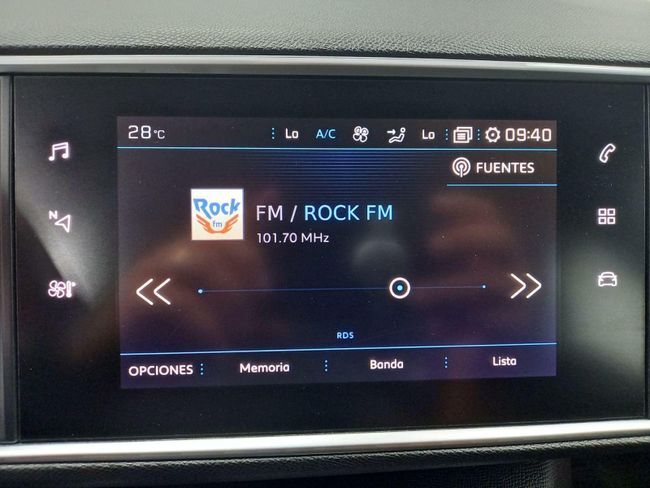 28°C Lo A/C Lo 09:40
FUENTES
Rock
fm
FM / ROCK FM
101.70 MHz
N
RDS
OPCIONES Memoria Banda Lista